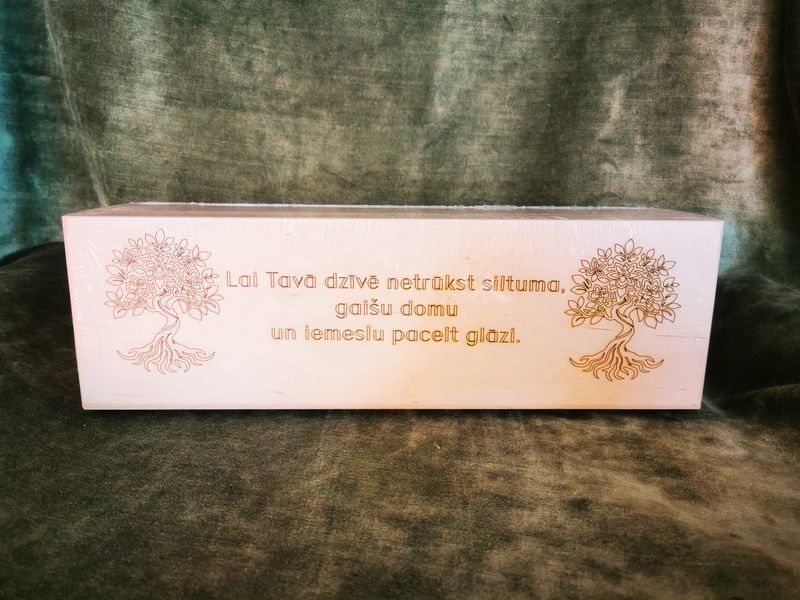 Lai Tavā dzīvē netrūkst siltuma,
gaišu domu
un iemeslu pacelt glāzi.